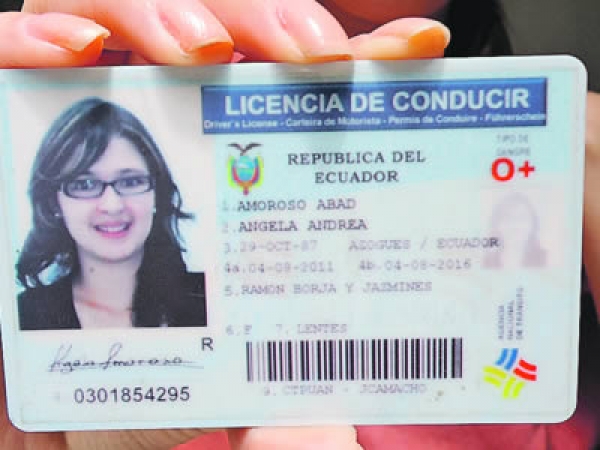 LICENCIA DE CONDUCIR
Driver's License - Carteira de Motorista - Permis de Conduire - Führerschein
REPUBLICA DEL
ECUADOR
TIPO DE
SANGRE
O+
1.AMOROSO ABAD
2.ANGELA ANDREA
3.29-OCT-87 AZOGUES / ECUADOR
4a.04-08-2011 4b.04-08-2016
5.RAMON BORJA Y JAZMINES
6.F 7.LENTES
R
0301854295
9.CTPUAN - JCAMACHO
AGENCIA
NACIONAL
DE TRANSITO